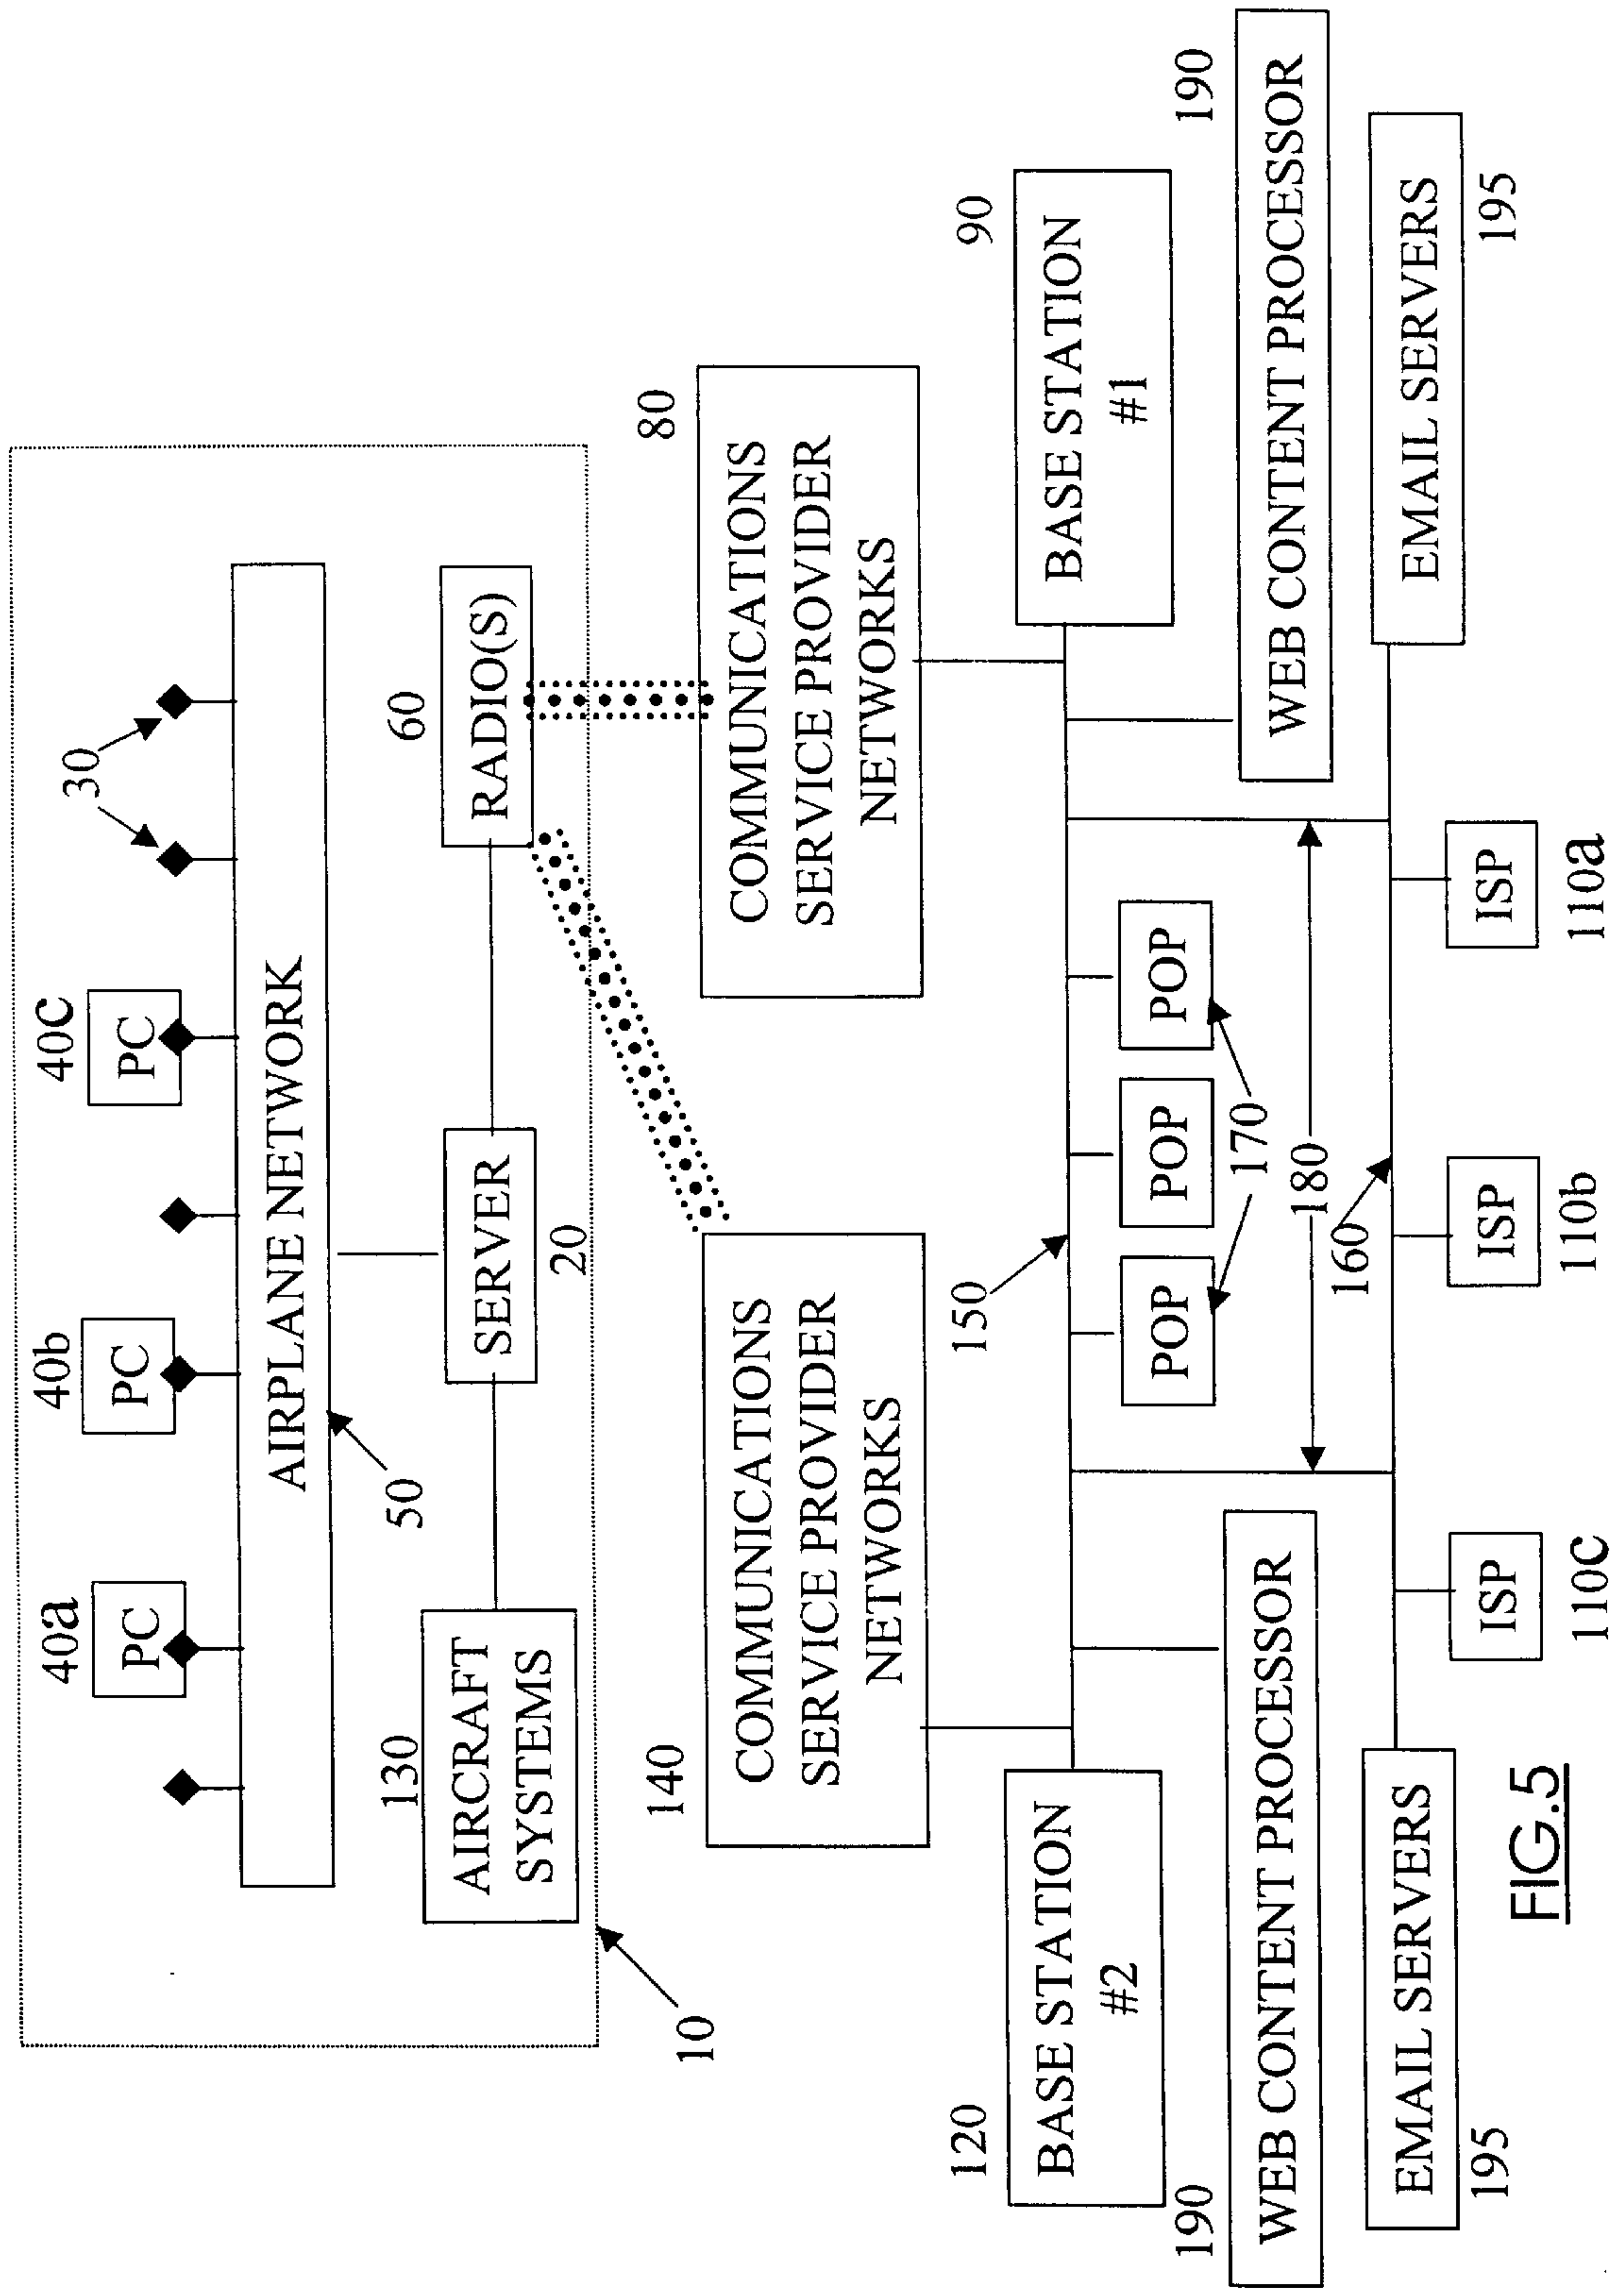 40a
40b
40c
30
PC
PC
PC
AIRPLANE NETWORK
50
130
60
AIRCRAFT
SYSTEMS
SERVER
RADIO(S)
20
10
140
80
COMMUNICATIONS
SERVICE PROVIDER
NETWORKS
COMMUNICATIONS
SERVICE PROVIDER
NETWORKS
120
150
90
BASE STATION
#2
BASE STATION
#1
POP
POP
POP
170
190
190
180
WEB CONTENT PROCESSOR
WEB CONTENT PROCESSOR
160
EMAIL SERVERS
EMAIL SERVERS
195
195
ISP
ISP
ISP
110c
110b
110a
FIG.5